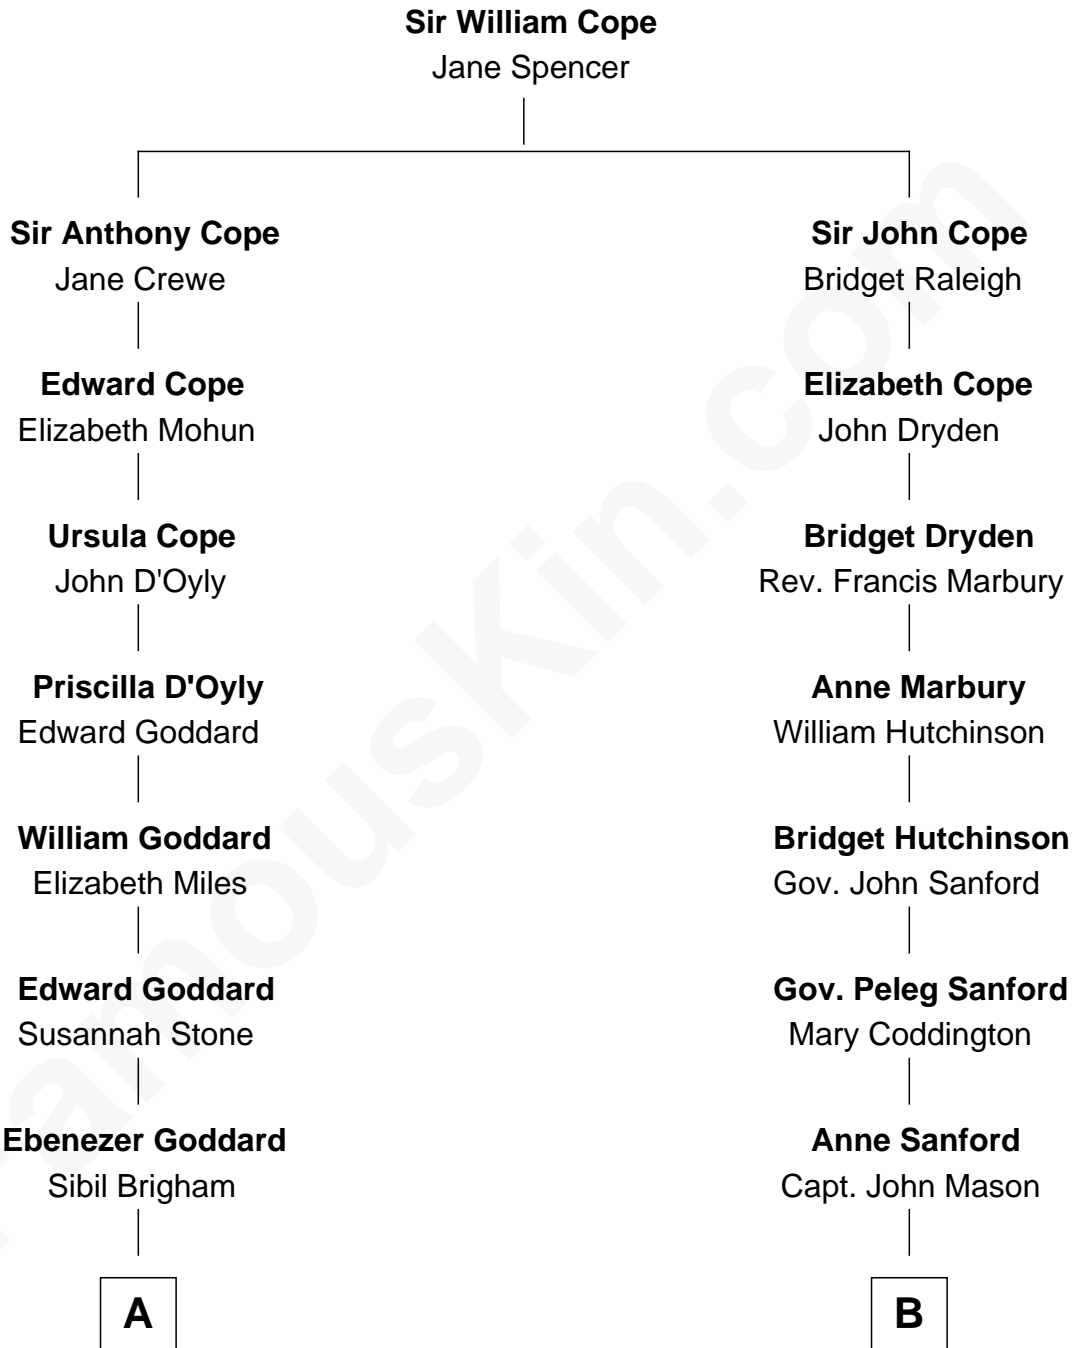 Sir William Cope
Jane Spencer
Sir Anthony Cope
Jane Crewe
Edward Cope
Elizabeth Mohun
Ursula Cope
John D'Oyly
Priscilla D'Oyly
Edward Goddard
William Goddard
Elizabeth Miles
Edward Goddard
Susannah Stone
Ebenezer Goddard
Sibil Brigham
A
Sir John Cope
Bridget Raleigh
Elizabeth Cope
John Dryden
Bridget Dryden
Rev. Francis Marbury
Anne Marbury
William Hutchinson
Bridget Hutchinson
Gov. John Sanford
Gov. Peleg Sanford
Mary Coddington
Anne Sanford
Capt. John Mason
B
FamousKin.com